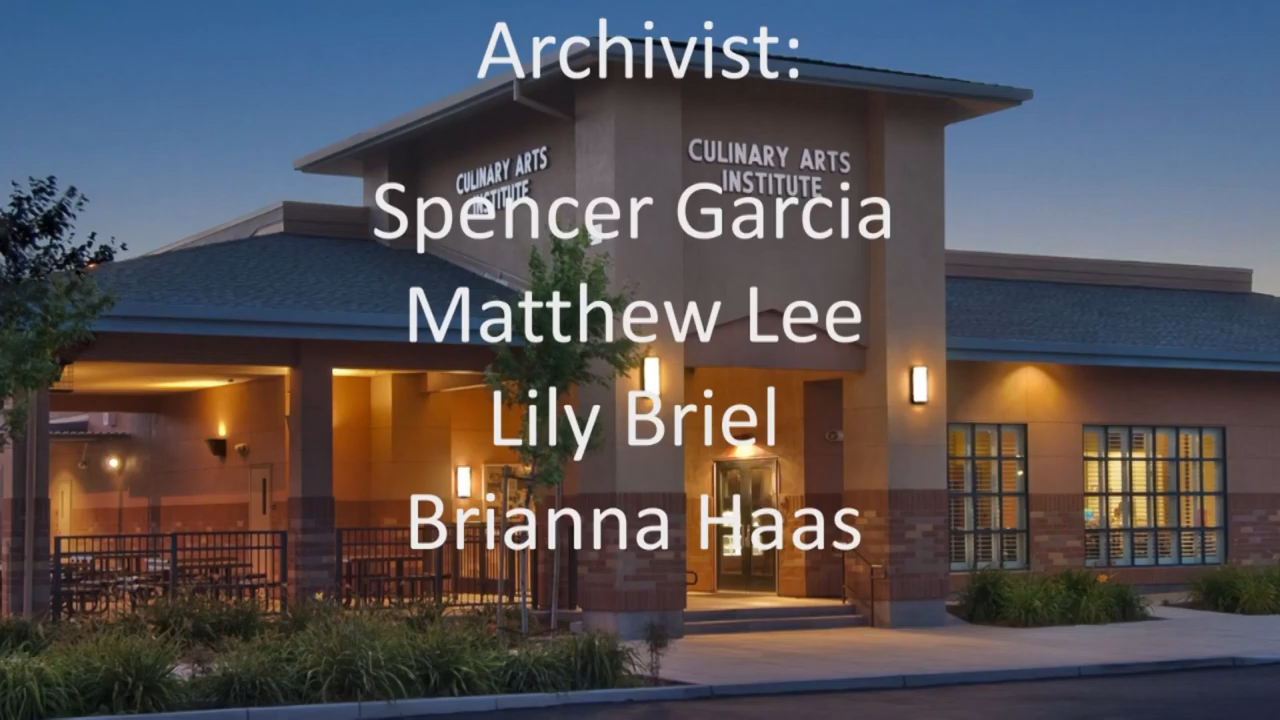 Archivist:
CULINARY ARTS
INSTITUTE
CULINARY ARTS
INSTITUTE
Spencer Garcia
Matthew Lee
Lily Briel
Brianna Haas